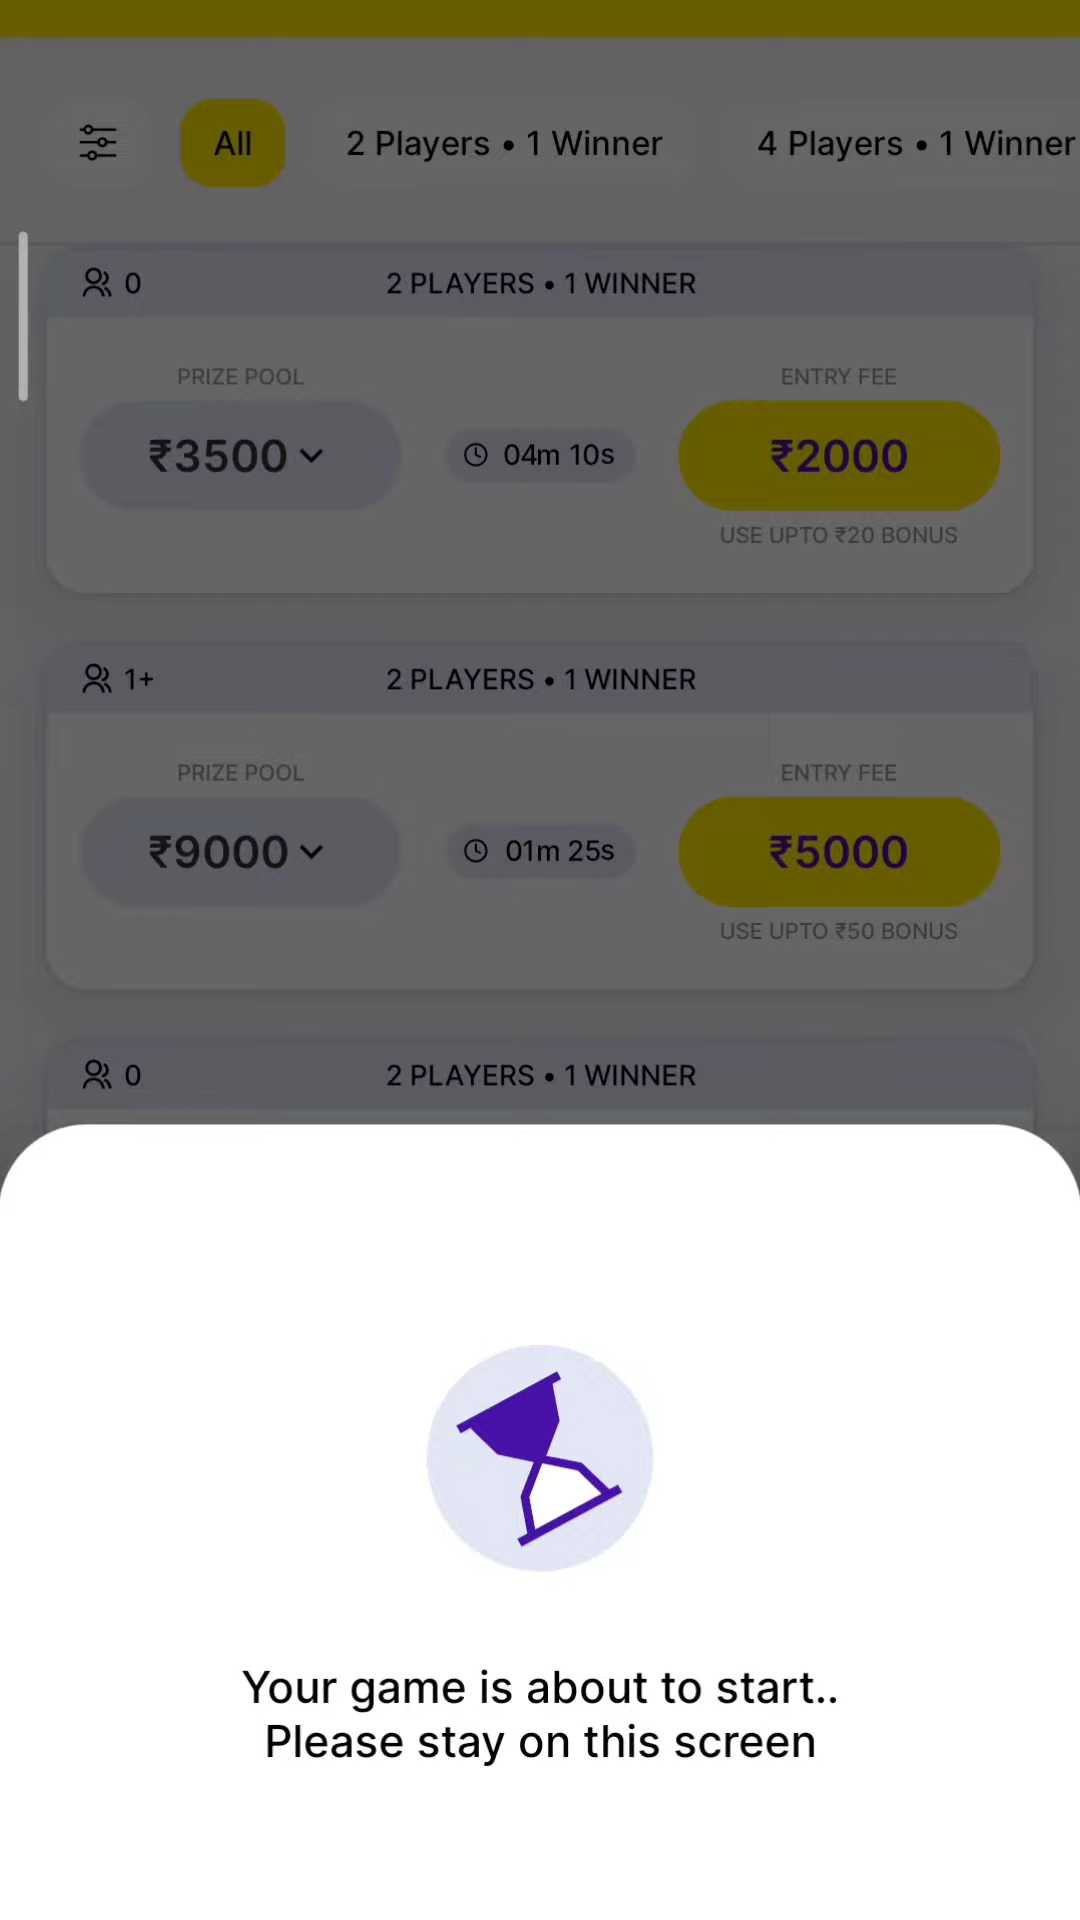 All
2 Players • 1 Winner
4 Players • 1 Winner
0
2 PLAYERS • 1 WINNER
PRIZE POOL
ENTRY FEE
₹3500
04m 10s
₹2000
USE UPTO ₹20 BONUS
1+
2 PLAYERS • 1 WINNER
PRIZE POOL
ENTRY FEE
₹9000
01m 25s
₹5000
USE UPTO ₹50 BONUS
0
2 PLAYERS • 1 WINNER
Your game is about to start..
Please stay on this screen